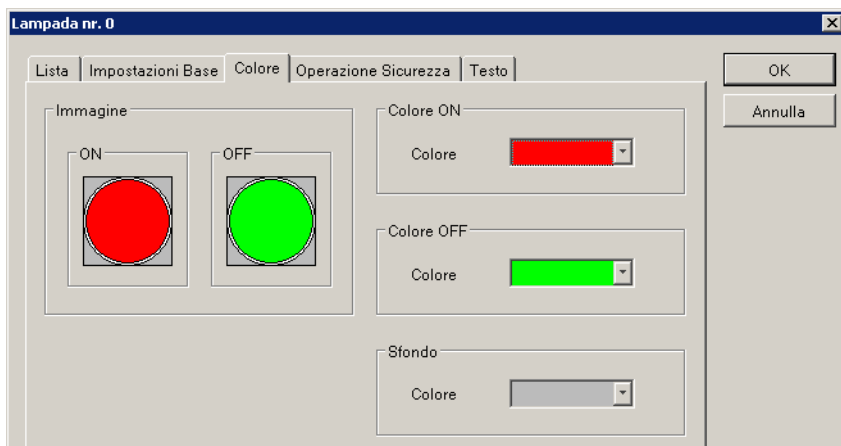 Lampada nr. 0
Lista Impostazioni Base Colore Operazione Sicurezza Testo
OK
Annulla
Immagine
ON
OFF
Colore ON
Colore
Colore OFF
Colore
Sfondo
Colore